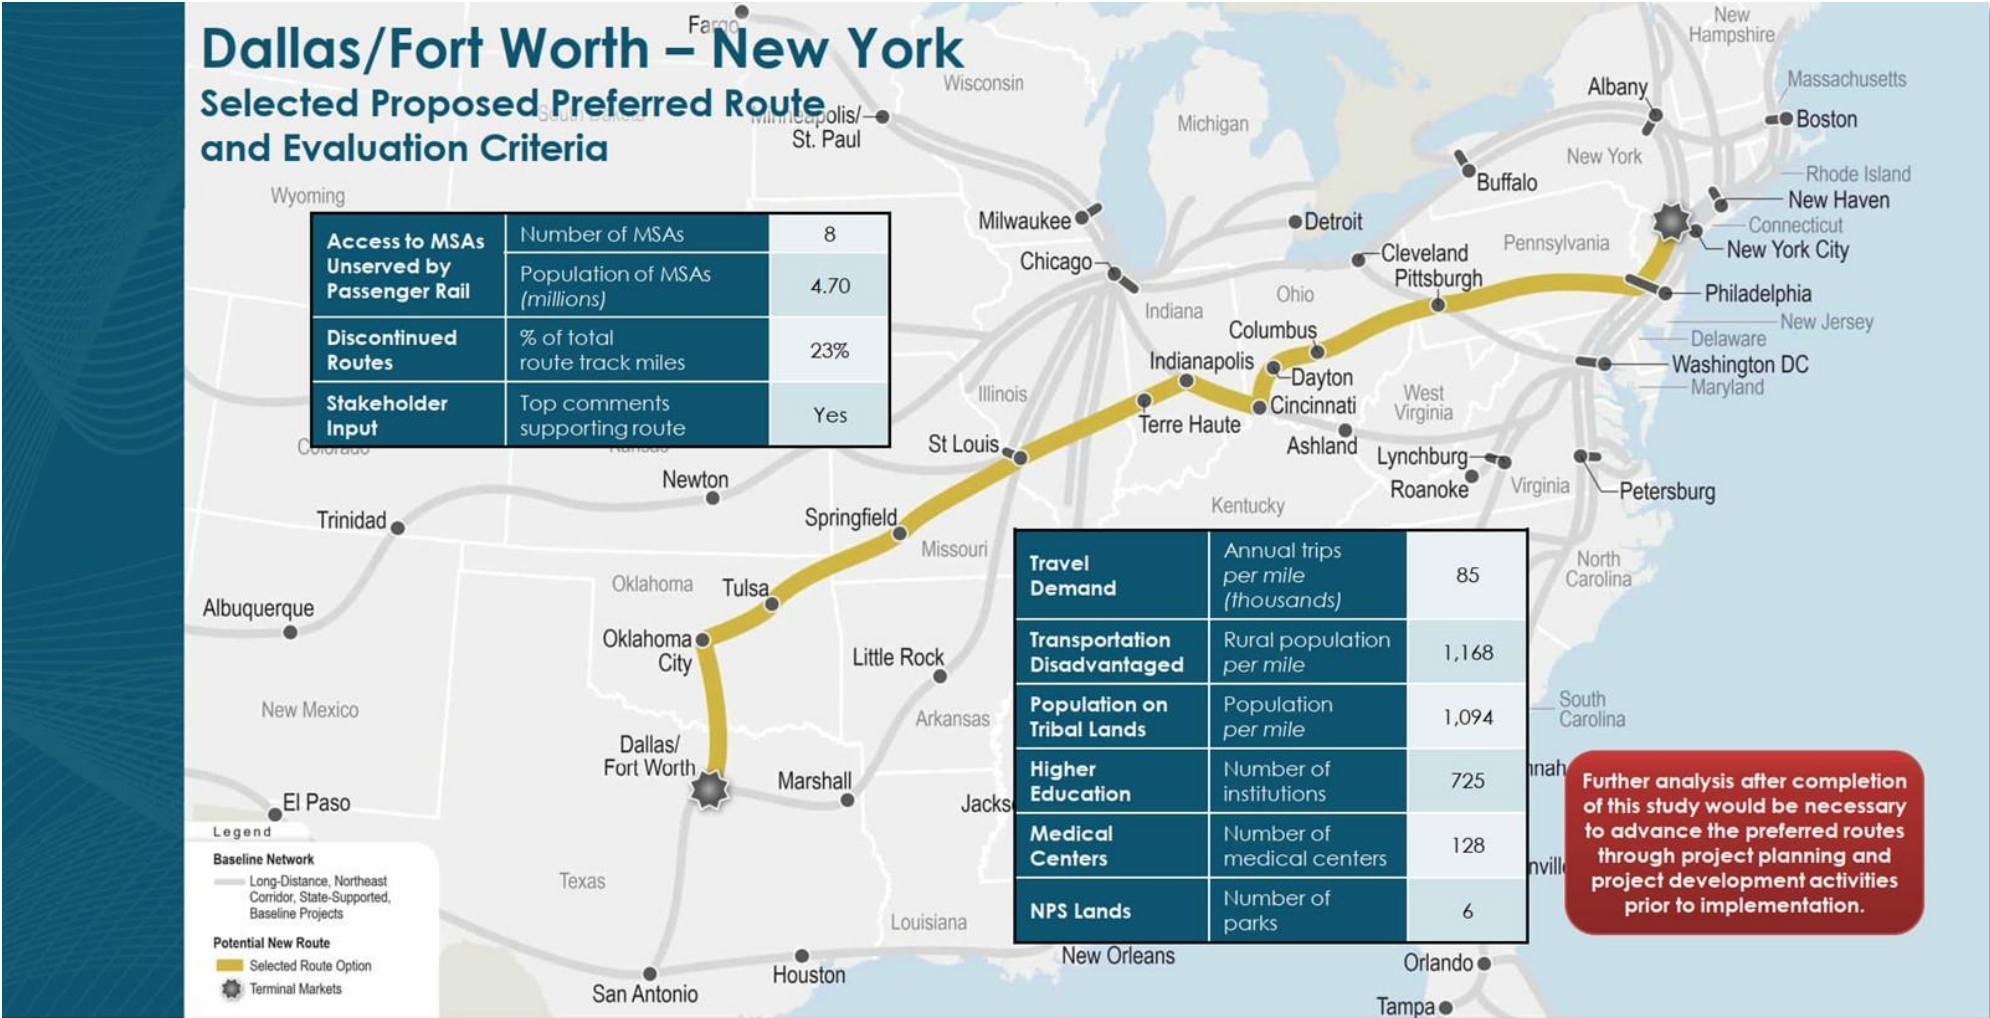 Dallas/Fort Worth – New York
Selected Proposed Preferred Route
and Evaluation Criteria
Fargo
Wisconsin
Michigan
South Dakota
Minneapolis/
St. Paul
Wyoming
New
Hampshire
Massachusetts
Albany
Boston
New York
Rhode Island
Buffalo
New Haven
Connecticut
New York City
Milwaukee
Detroit
Chicago
Cleveland
Pennsylvania
Pittsburgh
Philadelphia
New Jersey
Delaware
Washington DC
Maryland
Indiana
Ohio
Columbus
Indianapolis
Dayton
Cincinnati
West
Virginia
Illinois
Terre Haute
Ashland
Lynchburg
Roanoke
Virginia
Petersburg
St Louis
Kentucky
Colorado
Kansas
Newton
Springfield
Trinidad
Missouri
North
Carolina
Oklahoma
Tulsa
Albuquerque
Oklahoma
City
Little Rock
New Mexico
Arkansas
South
Carolina
Dallas/
Fort Worth
Marshall
El Paso
Jacks
nnah
nville
Texas
Louisiana
New Orleans
Houston
San Antonio
Orlando
Tampa
Access to MSAs
Unserved by
Passenger Rail
Number of MSAs
8
Population of MSAs
(millions)
4.70
Discontinued
Routes
% of total
route track miles
23%
Stakeholder
Input
Top comments
supporting route
Yes
Travel
Demand
Annual trips
per mile
(thousands)
85
Transportation
Disadvantaged
Rural population
per mile
1,168
Population on
Tribal Lands
Population
per mile
1,094
Higher
Education
Number of
institutions
725
Medical
Centers
Number of
medical centers
128
NPS Lands
Number of
parks
6
Further analysis after completion
of this study would be necessary
to advance the preferred routes
through project planning and
project development activities
prior to implementation.
Legend
Baseline Network
Long-Distance, Northeast
Corridor, State-Supported,
Baseline Projects
Potential New Route
Selected Route Option
Terminal Markets